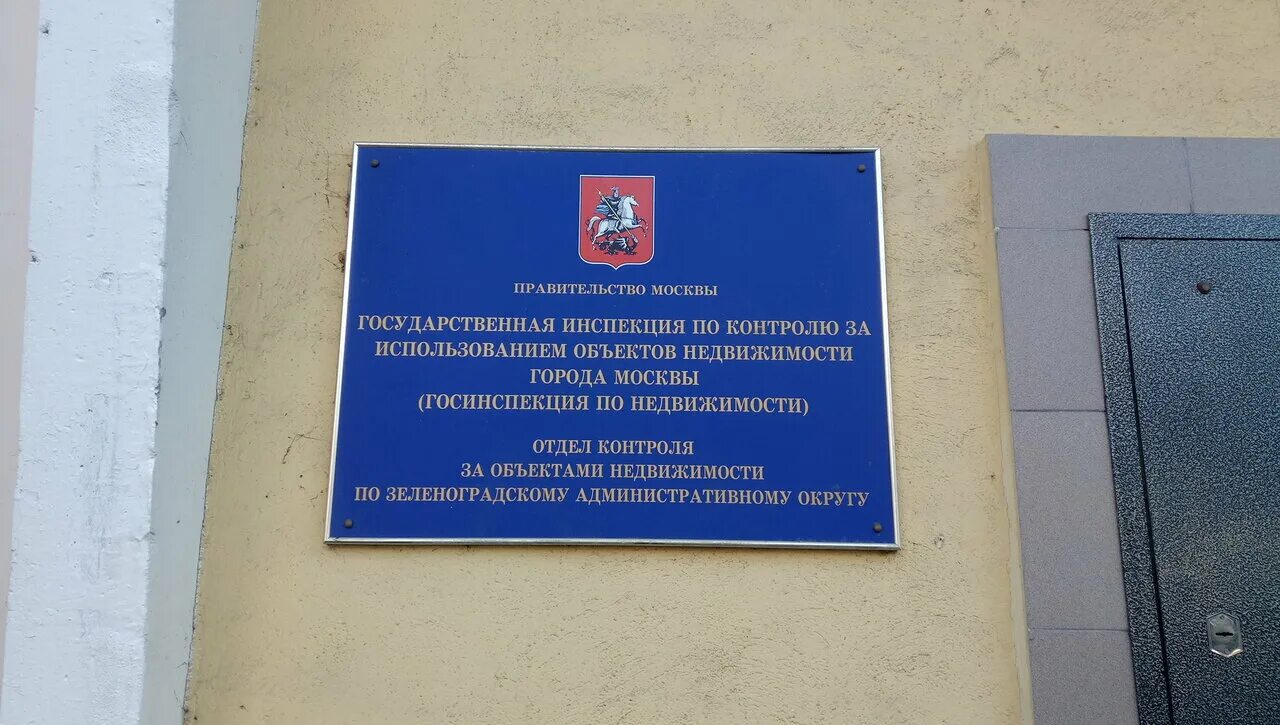 ПРАВИТЕЛЬСТВО МОСКВЫ
ГОСУДАРСТВЕННАЯ ИНСПЕКЦИЯ ПО КОНТРОЛЮ ЗА
ИСПОЛЬЗОВАНИЕМ ОБЪЕКТОВ НЕДВИЖИМОСТИ
ГОРОДА МОСКВЫ
(ГОСИНСПЕКЦИЯ ПО НЕДВИЖИМОСТИ)
ОТДЕЛ КОНТРОЛЯ
ЗА ОБЪЕКТАМИ НЕДВИЖИМОСТИ
ПО ЗЕЛЕНОГРАДСКОМУ АДМИНИСТРАТИВНОМУ ОКРУГУ